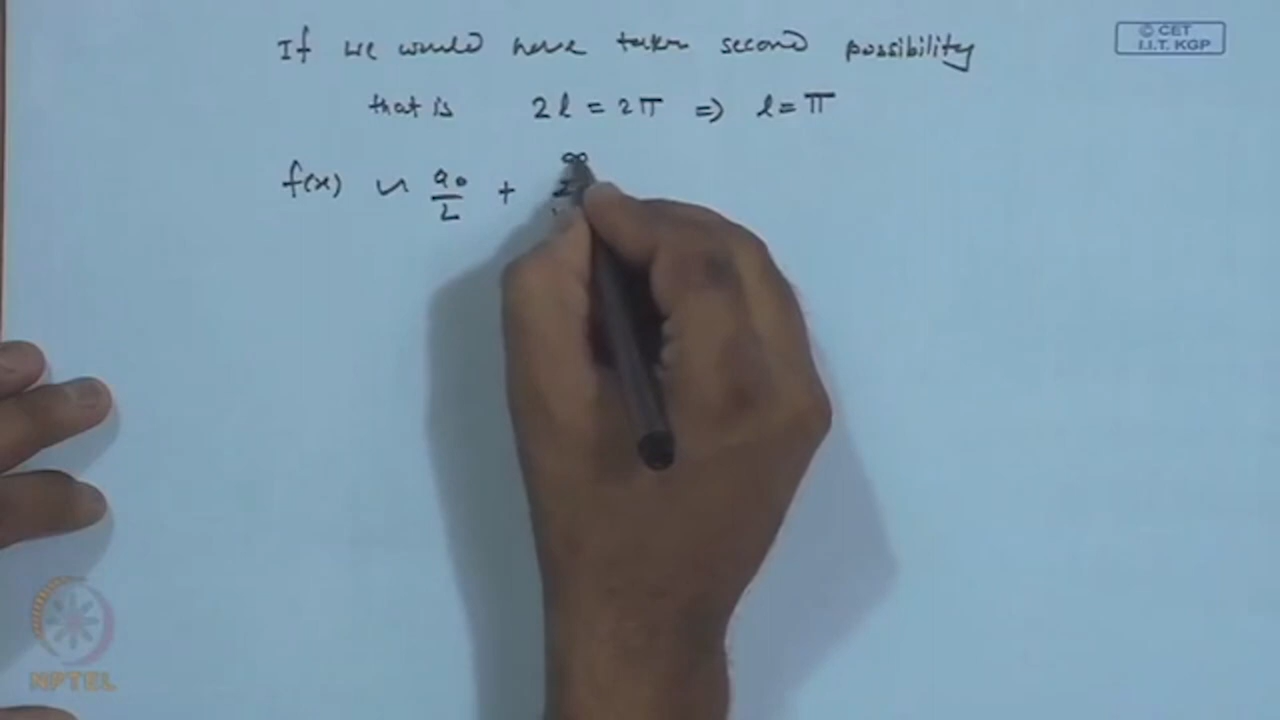 If we would have taken second possibility
© CET
I.I.T. KGP
that is 2l = 2π ⇒ l = π
f(x) ∼ a₀/2 + ∞ Σ
NPTEL